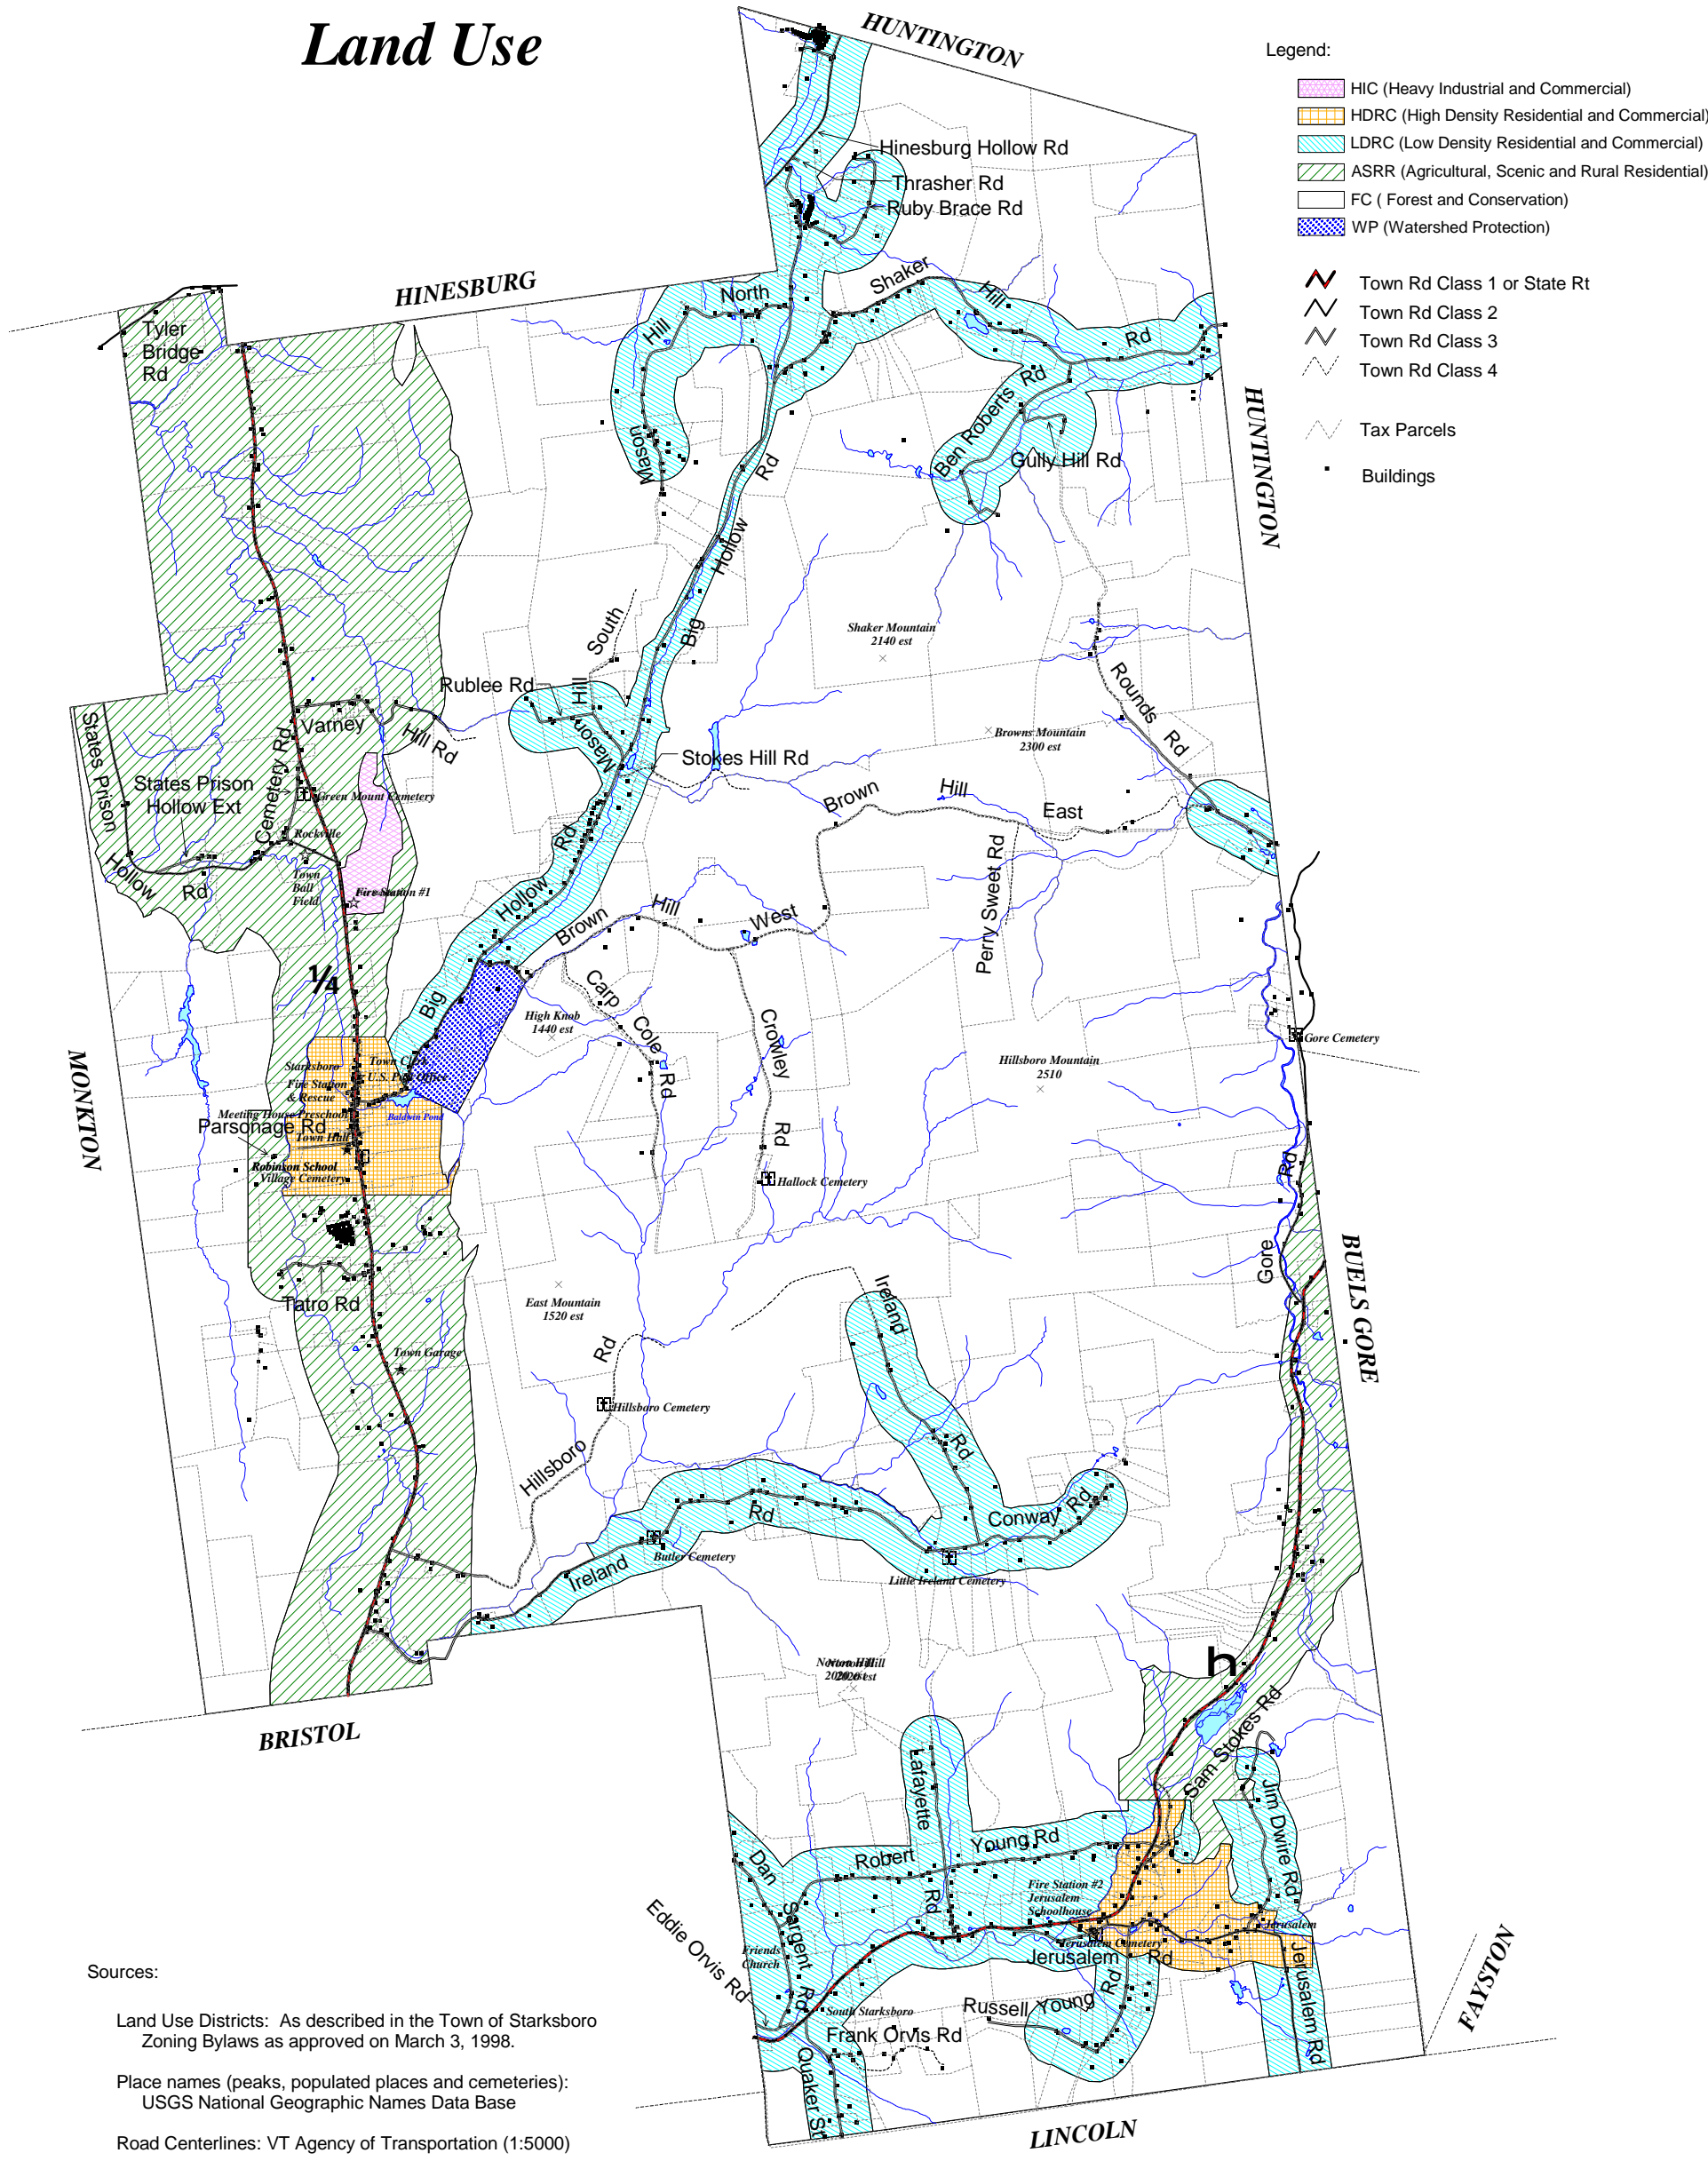 Land Use
HUNTINGTON
Legend:
HIC (Heavy Industrial and Commercial)
HDRC (High Density Residential and Commercial)
LDRC (Low Density Residential and Commercial)
ASRR (Agricultural, Scenic and Rural Residential)
FC ( Forest and Conservation)
WP (Watershed Protection)
Town Rd Class 1 or State Rt
Town Rd Class 2
Town Rd Class 3
Town Rd Class 4
Tax Parcels
Buildings
Hinesburg Hollow Rd
Thrasher Rd
Ruby Brace Rd
HINESBURG
North
Shaker
Hill
Rd
Hill
Mason
Tyler
Bridge
Rd
Ben Roberts Rd
Gully Hill Rd
HUNTINGTON
Rd
Hollow
Big
South
Hill
Mason
Rublee Rd
Shaker Mountain
2140 est
Rounds
Rd
Browns Mountain
2300 est
Stokes Hill Rd
Varney
Hill Rd
States Prison
Hollow
Rd
States Prison
Hollow Ext
Cemetery Rd
Green Mount Cemetery
Rockville
Town
Ball
Field
Fire Station #1
Brown
Hill
East
Perry Sweet Rd
Rd
Hollow
Big
Brown
Hill
West
Carp
Cole
Rd
Crowley
Rd
High Knob
1440 est
Hillsboro Mountain
2510
Gore Cemetery
¼
MONKTON
Starksboro
Town Clerk
U.S. Post Office
Fire Station
& Rescue
Meeting House Preschool
Baldwin Pond
Parsonage Rd
Town Hall
Robinson School
Village Cemetery
Hallock Cemetery
Rd
Gore
BUELS GORE
Tatro Rd
East Mountain
1520 est
Town Garage
Rd
Hillsboro
Hillsboro Cemetery
Ireland
Rd
Conway
Rd
Rd
Ireland
Butler Cemetery
Little Ireland Cemetery
Norton Hill
2020 est
h
BRISTOL
Sam Stokes Rd
Lafayette
Rd
Jim Dwire Rd
Robert
Young Rd
Dan
Sargent
Rd
Fire Station #2
Jerusalem
Schoolhouse
Jerusalem
Jerusalem Cemetery
Jerusalem
Rd
Friends
Church
Eddie Orvis Rd
Russell Young
Rd
Jerusalem Rd
South Starksboro
Frank Orvis Rd
Quaker St
FAYSTON
LINCOLN
Sources:
Land Use Districts: As described in the Town of Starksboro
Zoning Bylaws as approved on March 3, 1998.
Place names (peaks, populated places and cemeteries):
USGS National Geographic Names Data Base
Road Centerlines: VT Agency of Transportation (1:5000)